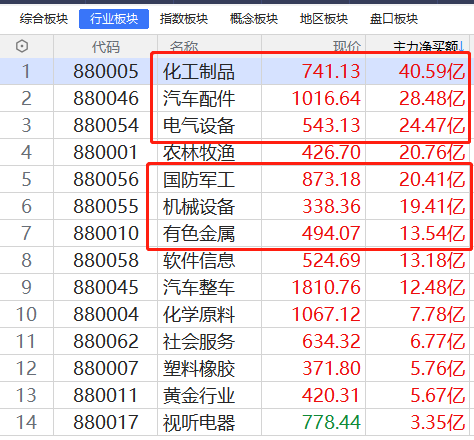 综合板块 行业板块 指数板块 概念板块 地区板块 盘口板块
代码 名称 现价 主力净买额↓
1 880005 化工制品 741.13 40.59亿
2 880046 汽车配件 1016.64 28.48亿
3 880054 电气设备 543.13 24.47亿
4 880001 农林牧渔 426.70 20.76亿
5 880056 国防军工 873.18 20.41亿
6 880055 机械设备 338.36 19.41亿
7 880010 有色金属 494.07 13.54亿
8 880058 软件信息 524.69 13.18亿
9 880045 汽车整车 1810.76 12.48亿
10 880004 化学原料 1067.12 7.78亿
11 880062 社会服务 634.32 6.77亿
12 880007 塑料橡胶 371.80 5.76亿
13 880011 黄金行业 420.31 5.67亿
14 880017 视听电器 778.44 3.35亿